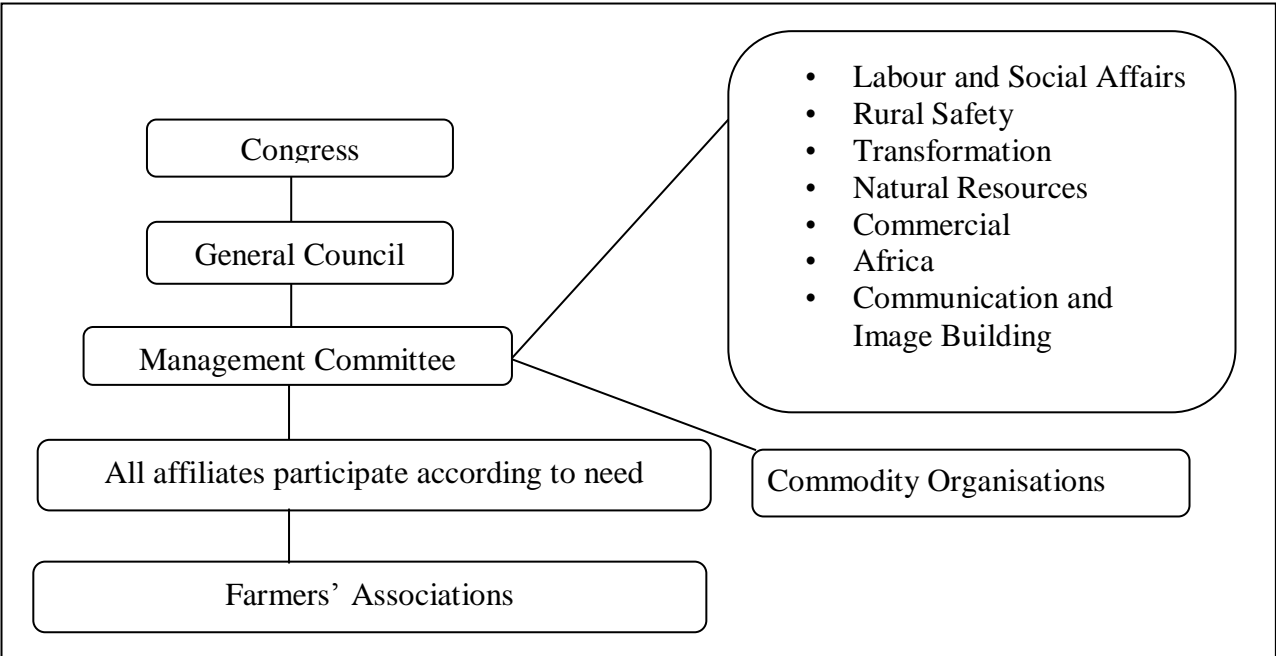 Congress
General Council
Management Committee
All affiliates participate according to need
Farmers’ Associations
• Labour and Social Affairs
• Rural Safety
• Transformation
• Natural Resources
• Commercial
• Africa
• Communication and
Image Building
Commodity Organisations